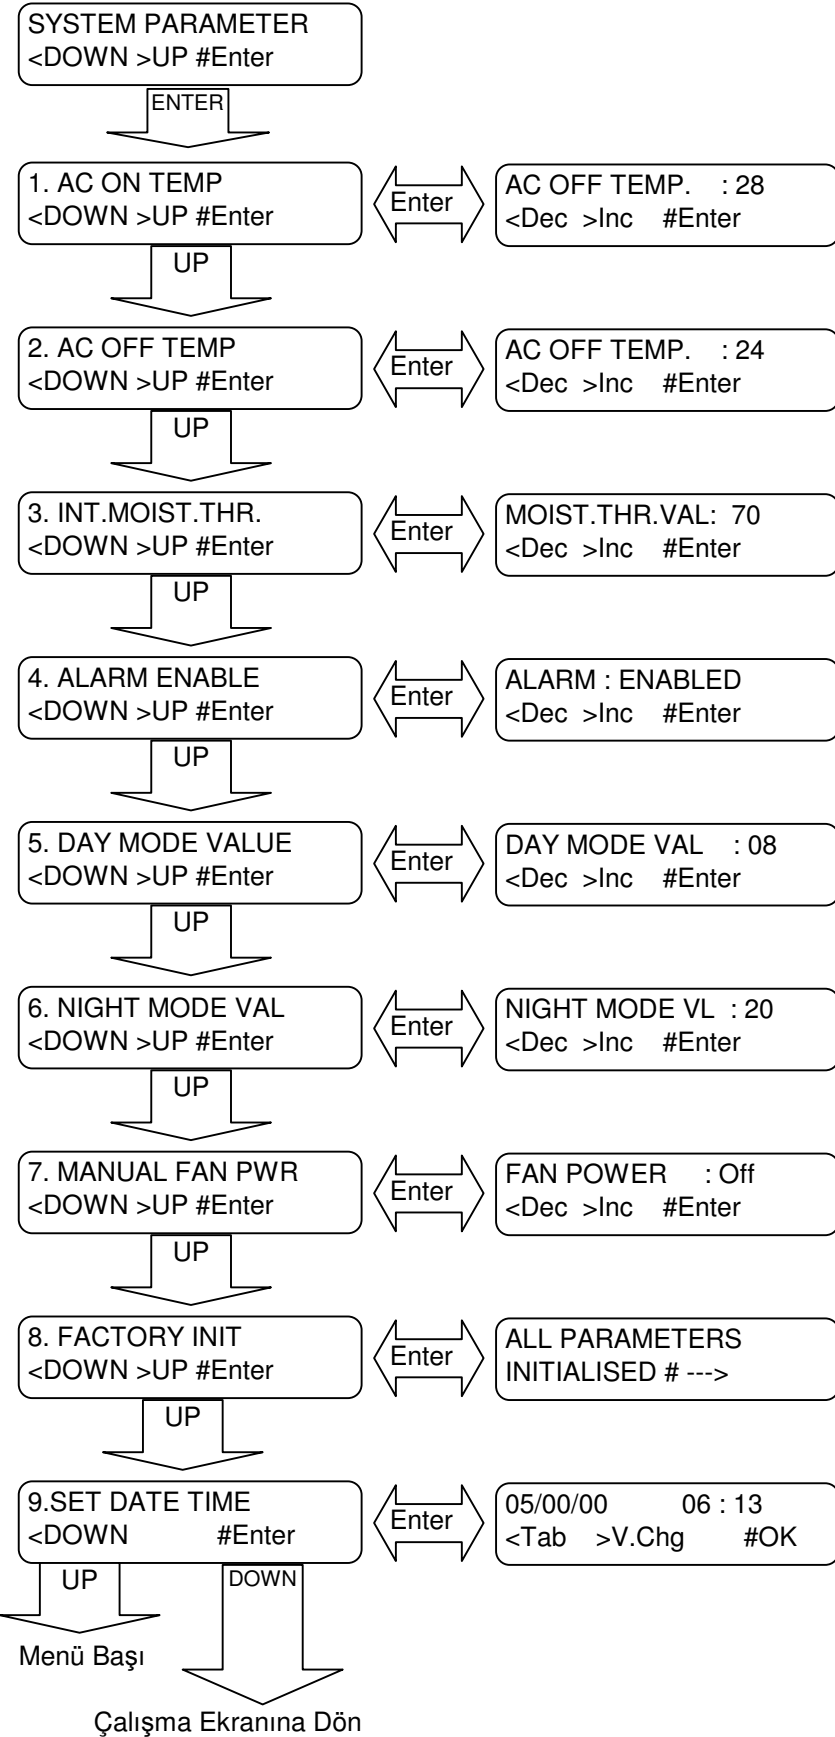 SYSTEM PARAMETER
<DOWN >UP #Enter
ENTER
1. AC ON TEMP
<DOWN >UP #Enter
Enter
AC OFF TEMP. : 28
<Dec >Inc #Enter
UP
2. AC OFF TEMP
<DOWN >UP #Enter
Enter
AC OFF TEMP. : 24
<Dec >Inc #Enter
UP
3. INT.MOIST.THR.
<DOWN >UP #Enter
Enter
MOIST.THR.VAL: 70
<Dec >Inc #Enter
UP
4. ALARM ENABLE
<DOWN >UP #Enter
Enter
ALARM : ENABLED
<Dec >Inc #Enter
UP
5. DAY MODE VALUE
<DOWN >UP #Enter
Enter
DAY MODE VAL : 08
<Dec >Inc #Enter
UP
6. NIGHT MODE VAL
<DOWN >UP #Enter
Enter
NIGHT MODE VL : 20
<Dec >Inc #Enter
UP
7. MANUAL FAN PWR
<DOWN >UP #Enter
Enter
FAN POWER : Off
<Dec >Inc #Enter
UP
8. FACTORY INIT
<DOWN >UP #Enter
Enter
ALL PARAMETERS
INITIALISED # --->
UP
9.SET DATE TIME
<DOWN #Enter
Enter
05/00/00 06 : 13
<Tab >V.Chg #OK
UP
DOWN
Menü Başı
Çalışma Ekranına Dön